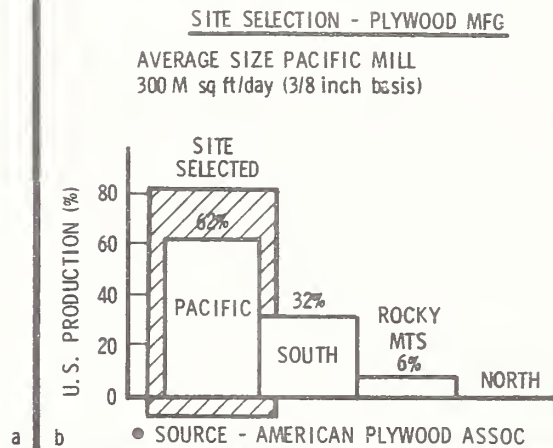 SITE SELECTION - PLYWOOD MFG
AVERAGE SIZE PACIFIC MILL
300 M sq ft/day (3/8 inch basis)
SITE
SELECTED
U.S. PRODUCTION (%)
80
60
40
20
0
62%
PACIFIC
32%
SOUTH
ROCKY
MTS
6%
NORTH
a b
● SOURCE - AMERICAN PLYWOOD ASSOC